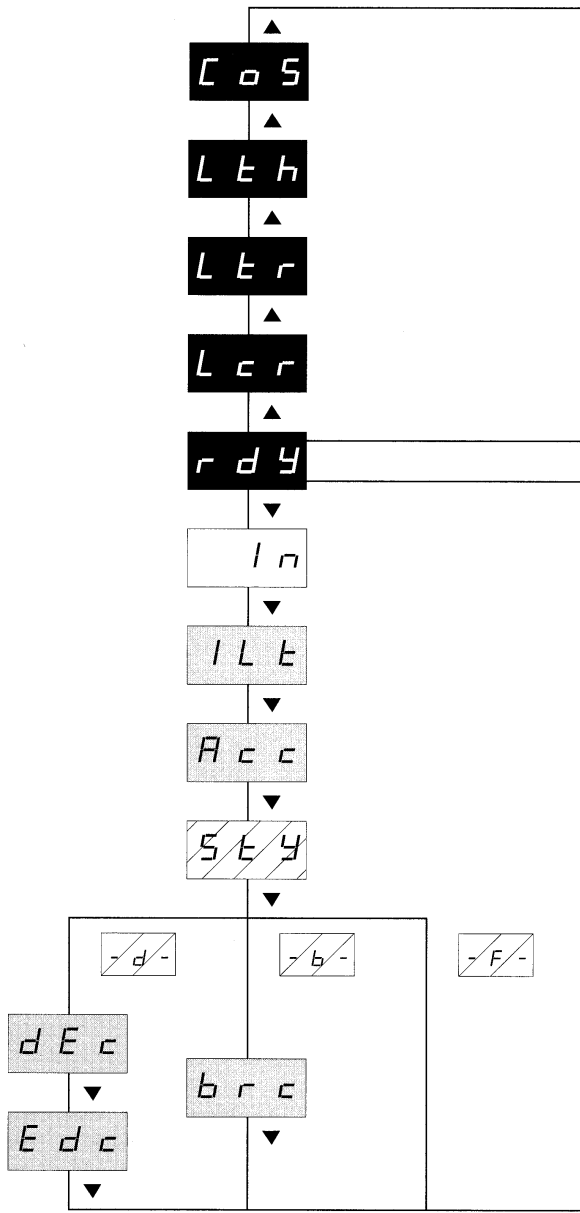 CoS
Lth
Ltr
Lcr
rdY
In
ILt
Acc
StY
-d- -b- -F-
dEc
brc
Edc